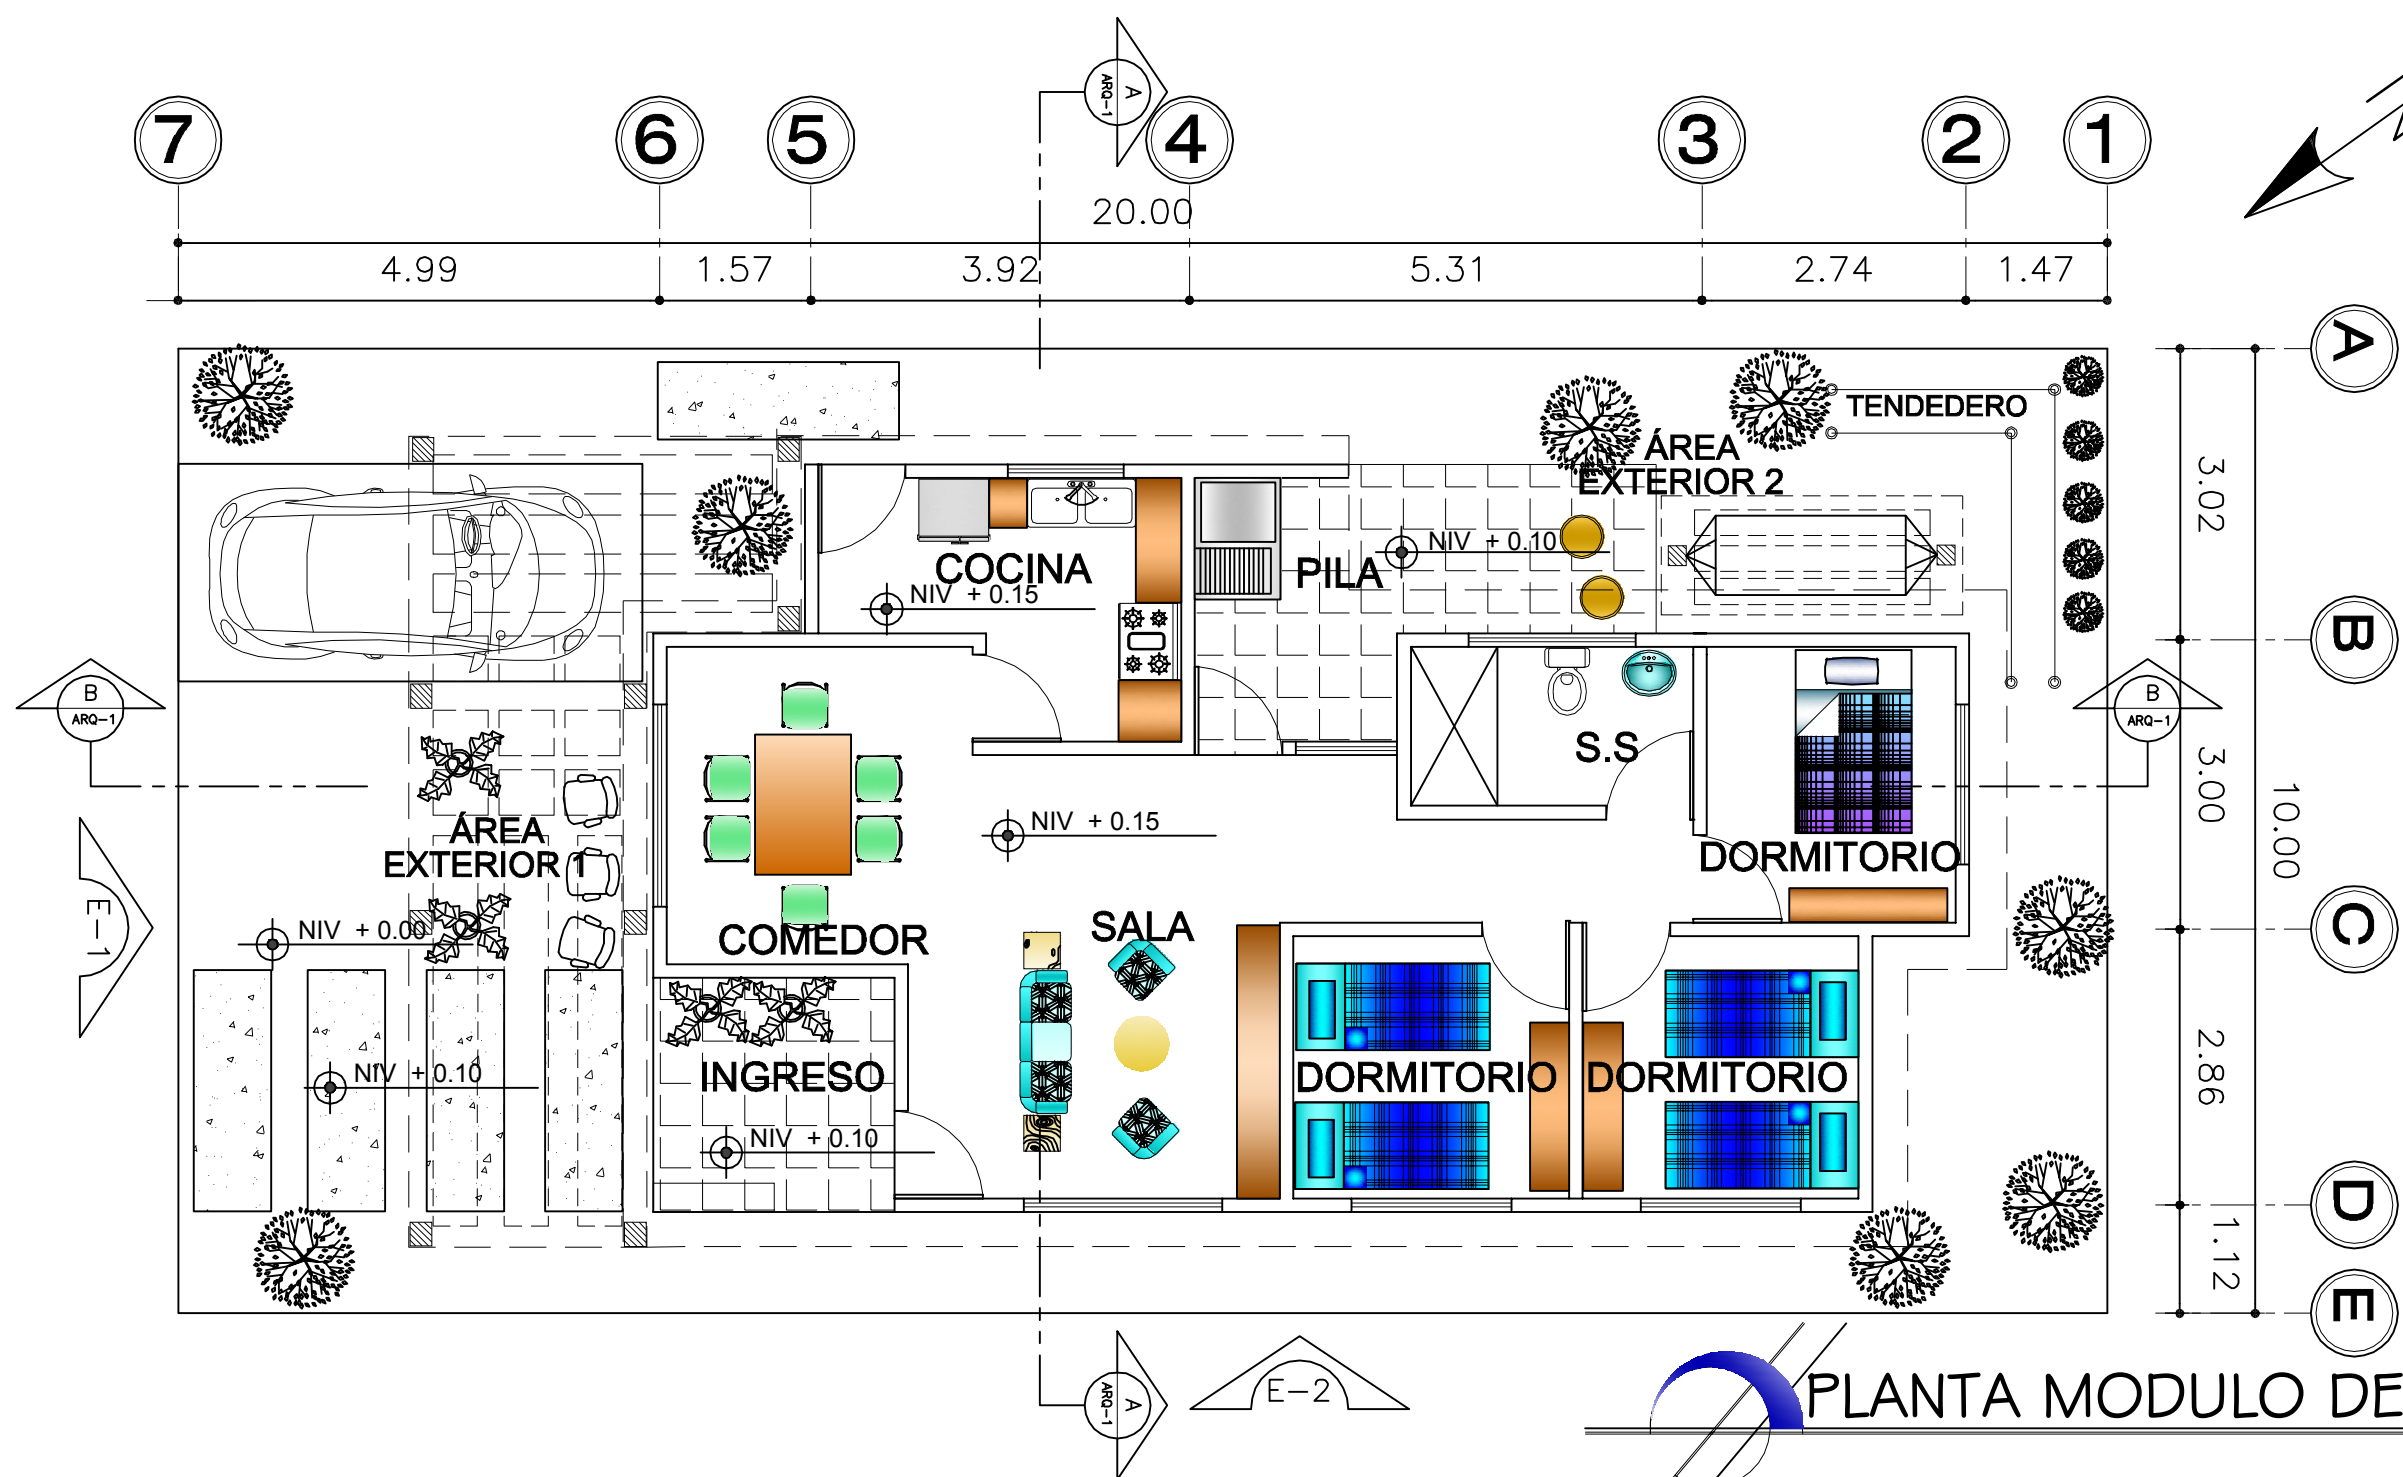 A
ARQ-1
7
6
5
4
3
2
1
20.00
4.99
1.57
3.92
5.31
2.74
1.47
A
TENDEDERO
ÁREA
EXTERIOR 2
3.02
COCINA
NIV + 0.15
PILA
NIV + 0.10
B
B
ARQ-1
S.S
B
ARQ-1
3.00
10.00
ÁREA
EXTERIOR 1
NIV + 0.15
DORMITORIO
E-1
NIV + 0.00
COMEDOR
SALA
C
NIV + 0.10
INGRESO
DORMITORIO
DORMITORIO
2.86
NIV + 0.10
D
1.12
E
A
ARQ-1
E-2
PLANTA MODULO DE